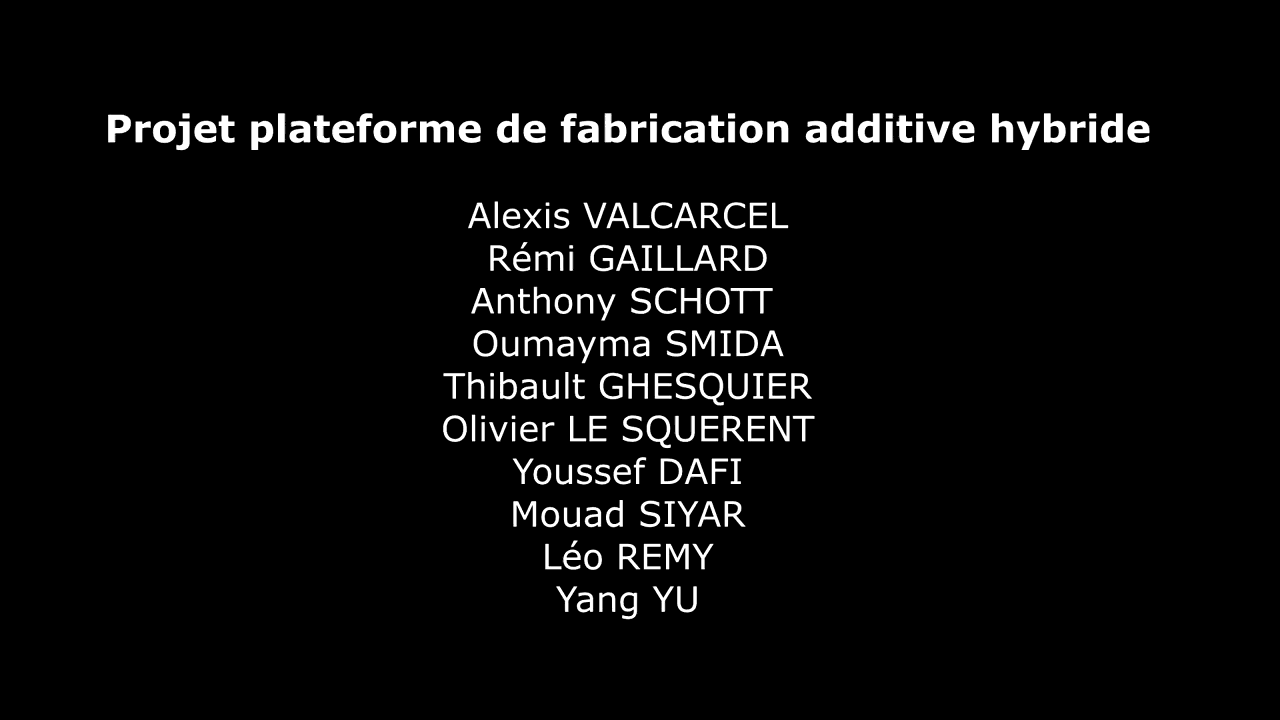 Projet plateforme de fabrication additive hybride
Alexis VALCARCEL
Rémi GAILLARD
Anthony SCHOTT
Oumayma SMIDA
Thibault GHESQUIER
Olivier LE SQUERENT
Youssef DAFI
Mouad SIYAR
Léo REMY
Yang YU